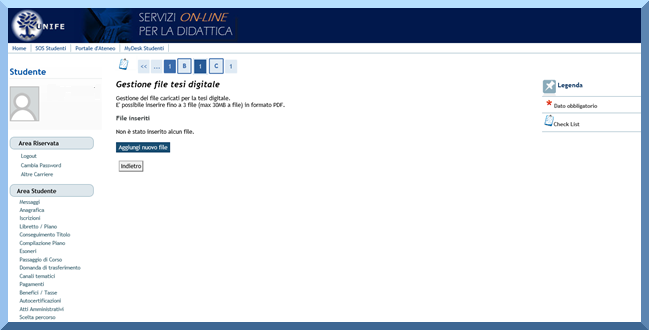 UNIFE
SERVIZI ON-LINE
PER LA DIDATTICA
Home SOS Studenti Portale d'Ateneo MyDesk Studenti
Studente
<< ... 1 B 1 C 1
Gestione file tesi digitale
Gestione dei file caricati per la tesi digitale.
E' possibile inserire fino a 3 file (max 30MB a file) in formato PDF.
File inseriti
Non è stato inserito alcun file.
Aggiungi nuovo file
Indietro
Legenda
* Dato obbligatorio
Check List
Area Riservata
Logout
Cambia Password
Altre Carriere
Area Studente
Messaggi
Anagrafica
Iscrizioni
Libretto / Piano
Conseguimento Titolo
Compilazione Piano
Esoneri
Passaggio di Corso
Domanda di trasferimento
Canali tematici
Pagamenti
Benefici / Tasse
Autocertificazioni
Atti Amministrativi
Scelta percorso